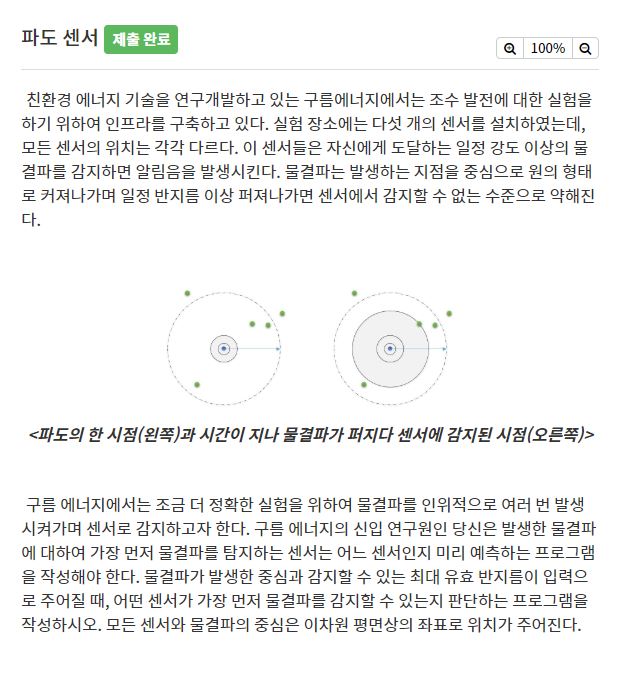 파도 센서 제출 완료
100%
친환경 에너지 기술을 연구개발하고 있는 구름에너지에서는 조수 발전에 대한 실험을
하기 위하여 인프라를 구축하고 있다. 실험 장소에는 다섯 개의 센서를 설치하였는데,
모든 센서의 위치는 각각 다르다. 이 센서들은 자신에게 도달하는 일정 강도 이상의 물
결파를 감지하면 알림음을 발생시킨다. 물결파는 발생하는 지점을 중심으로 원의 형태
로 커져나가며 일정 반지름 이상 퍼져나가면 센서에서 감지할 수 없는 수준으로 약해진
다.
<파도의 한 시점(왼쪽)과 시간이 지나 물결파가 퍼지다 센서에 감지된 시점(오른쪽)>
구름 에너지에서는 조금 더 정확한 실험을 위하여 물결파를 인위적으로 여러 번 발생
시켜가며 센서로 감지하고자 한다. 구름 에너지의 신입 연구원인 당신은 발생한 물결파
에 대하여 가장 먼저 물결파를 탐지하는 센서는 어느 센서인지 미리 예측하는 프로그램
을 작성해야 한다. 물결파가 발생한 중심과 감지할 수 있는 최대 유효 반지름이 입력으
로 주어질 때, 어떤 센서가 가장 먼저 물결파를 감지할 수 있는지 판단하는 프로그램을
작성하시오. 모든 센서와 물결파의 중심은 이차원 평면상의 좌표로 위치가 주어진다.